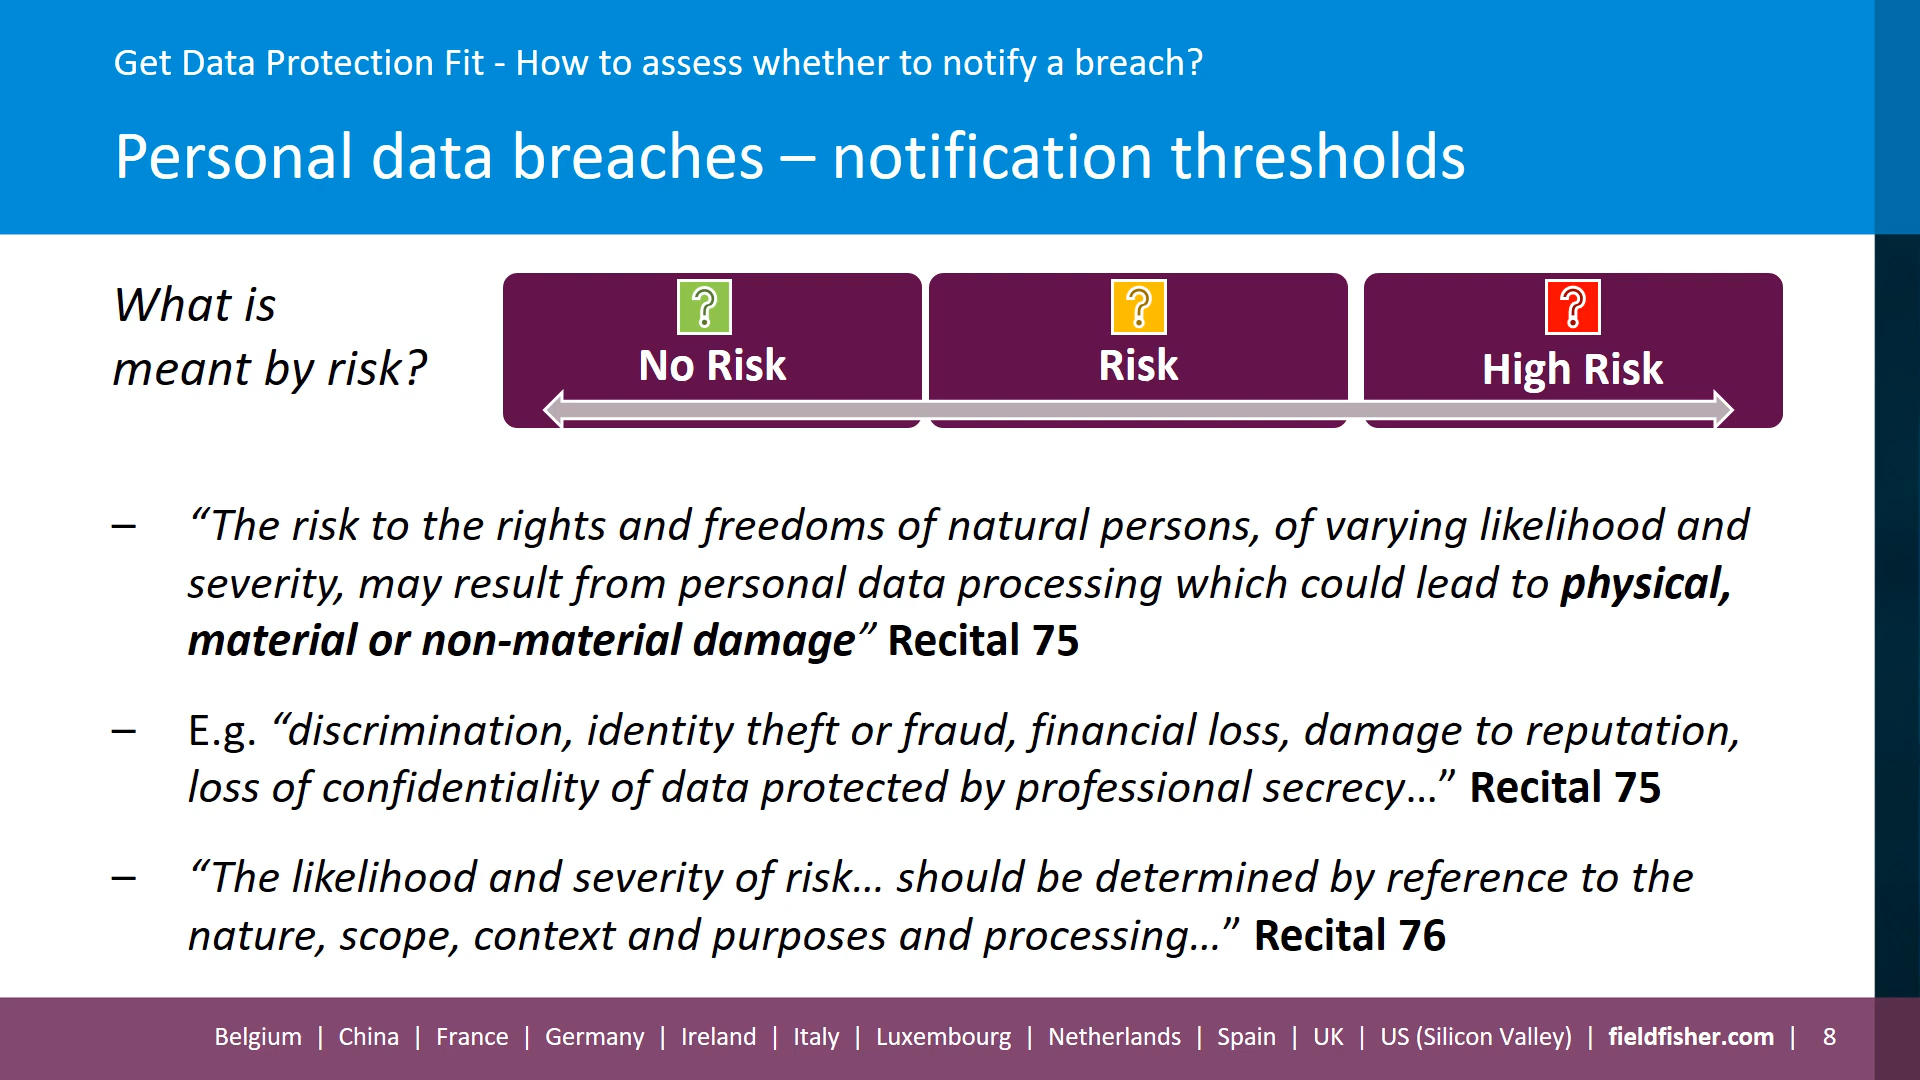 Get Data Protection Fit - How to assess whether to notify a breach?
Personal data breaches – notification thresholds
What is
meant by risk?
? No Risk
? Risk
? High Risk
– “The risk to the rights and freedoms of natural persons, of varying likelihood and
severity, may result from personal data processing which could lead to physical,
material or non-material damage” Recital 75
– E.g. “discrimination, identity theft or fraud, financial loss, damage to reputation,
loss of confidentiality of data protected by professional secrecy…” Recital 75
– “The likelihood and severity of risk… should be determined by reference to the
nature, scope, context and purposes and processing…” Recital 76
Belgium | China | France | Germany | Ireland | Italy | Luxembourg | Netherlands | Spain | UK | US (Silicon Valley) | fieldfisher.com | 8